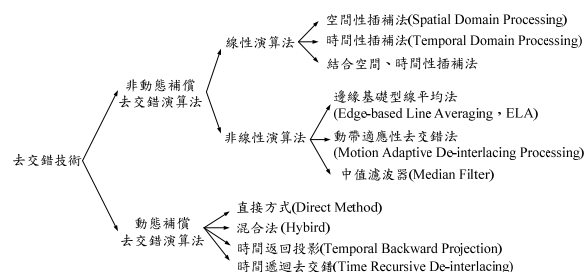 空間性插補法(Spatial Domain Processing)
線性演算法
時間性插補法(Temporal Domain Processing)
結合空間、時間性插補法
非動態補償
去交錯演算法
邊緣基礎型線平均法
(Edge-based Line Averaging，ELA)
非線性演算法
動帶適應性去交錯法
(Motion Adaptive De-interlacing Processing)
中值濾波器(Median Filter)
去交錯技術
動態補償
去交錯演算法
直接方式(Direct Method)
混合法(Hybird)
時間返回投影(Temporal Backward Projection)
時間遞迴去交錯(Time Recursive De-interlacing)